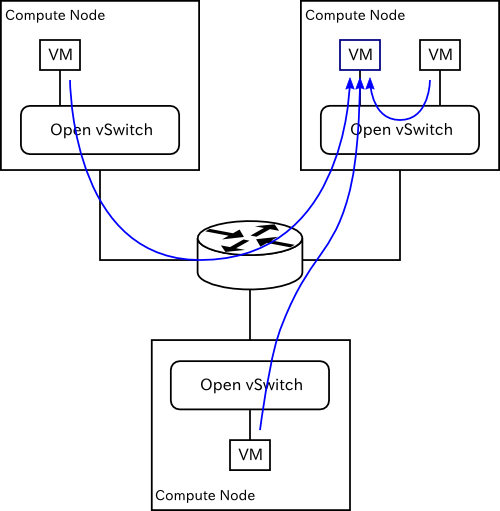 Compute Node
VM
Open vSwitch
Compute Node
VM
VM
Open vSwitch
Open vSwitch
VM
Compute Node